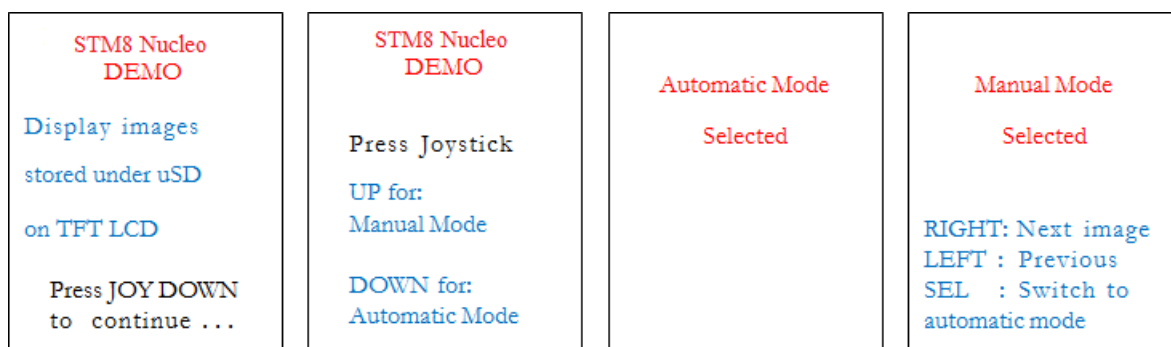 STM8 Nucleo
DEMO
Display images
stored under uSD
on TFT LCD
Press JOY DOWN
to continue ...
STM8 Nucleo
DEMO
Press Joystick
UP for:
Manual Mode
DOWN for:
Automatic Mode
Automatic Mode
Selected
Manual Mode
Selected
RIGHT: Next image
LEFT : Previous
SEL : Switch to
automatic mode